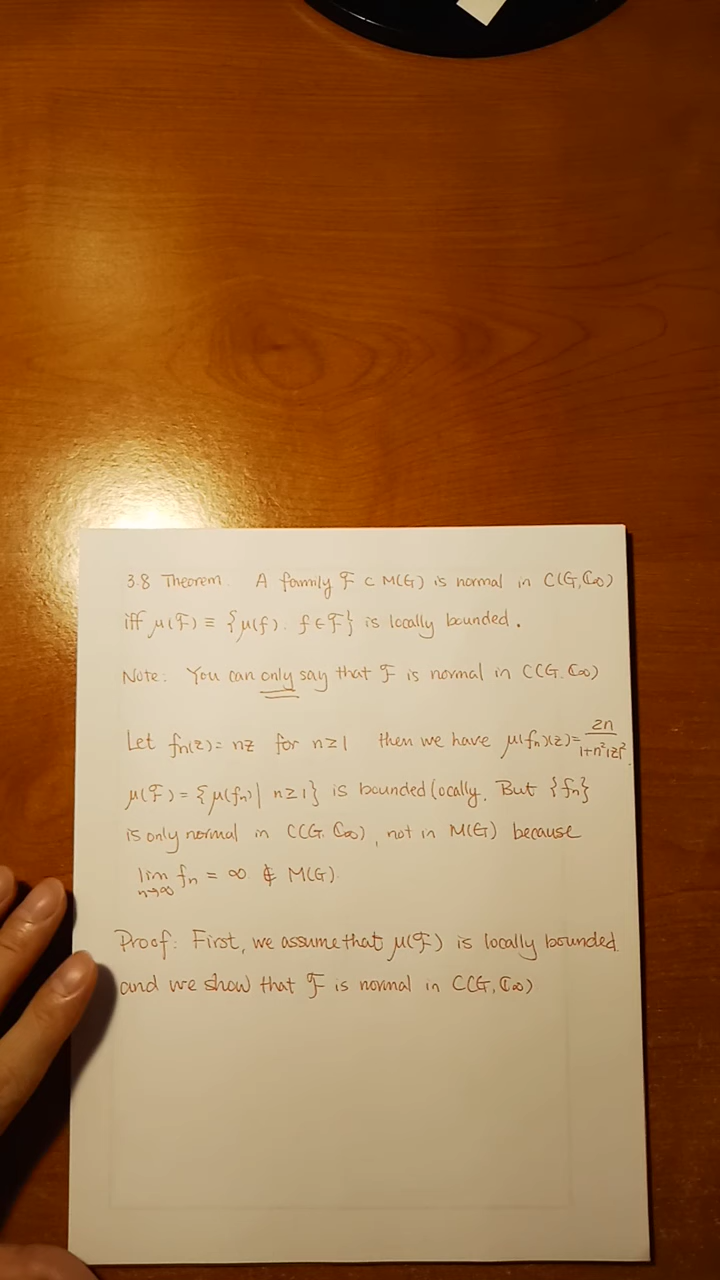 3.8 Theorem. A family ℱ ⊂ M(G) is normal in C(G, ℂ∞)
iff μ(ℱ) ≡ {μ(f): f ∈ ℱ} is locally bounded.
Note: You can only say that ℱ is normal in C(G, ℂ∞)
Let fn(z) = nz for n ≥ 1 then we have μ(fn)(z) = 2n / 1+n²|z|².
μ(ℱ) = {μ(fn) | n ≥ 1} is bounded locally. But {fn}
is only normal in C(G, ℂ∞), not in M(G) because
lim n→∞ fn = ∞ ∉ M(G).
Proof: First, we assume that μ(ℱ) is locally bounded
and we show that ℱ is normal in C(G, ℂ∞)